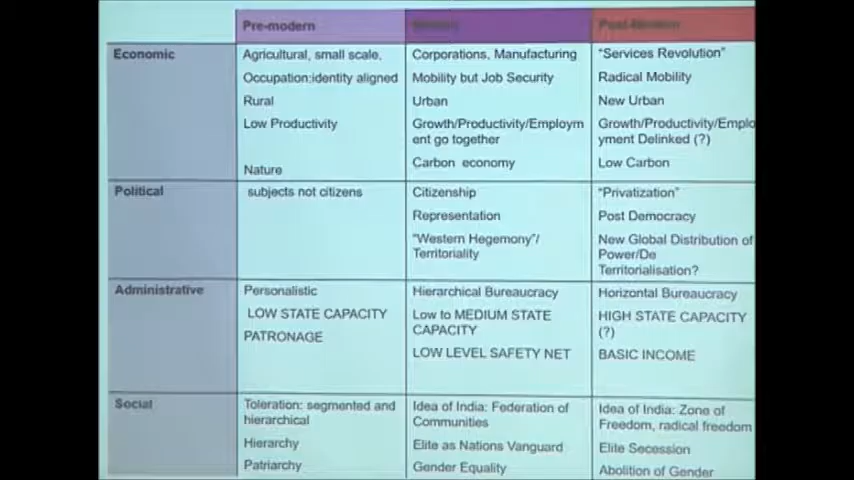 Pre-modern
Economic
Agricultural, small scale,
Occupation:identity aligned
Rural
Low Productivity
Nature
Corporations, Manufacturing
Mobility but Job Security
Urban
Growth/Productivity/Employm
ent go together
Carbon economy
“Services Revolution”
Radical Mobility
New Urban
Growth/Productivity/Emplo
yment Delinked (?)
Low Carbon
Political
subjects not citizens
Citizenship
Representation
“Western Hegemony”/
Territoriality
“Privatization”
Post Democracy
New Global Distribution of
Power/De
Territorialisation?
Administrative
Personalistic
LOW STATE CAPACITY
PATRONAGE
Hierarchical Bureaucracy
Low to MEDIUM STATE
CAPACITY
LOW LEVEL SAFETY NET
Horizontal Bureaucracy
HIGH STATE CAPACITY
(?)
BASIC INCOME
Social
Toleration: segmented and
hierarchical
Hierarchy
Patriarchy
Idea of India: Federation of
Communities
Elite as Nations Vanguard
Gender Equality
Idea of India: Zone of
Freedom, radical freedom
Elite Secession
Abolition of Gender